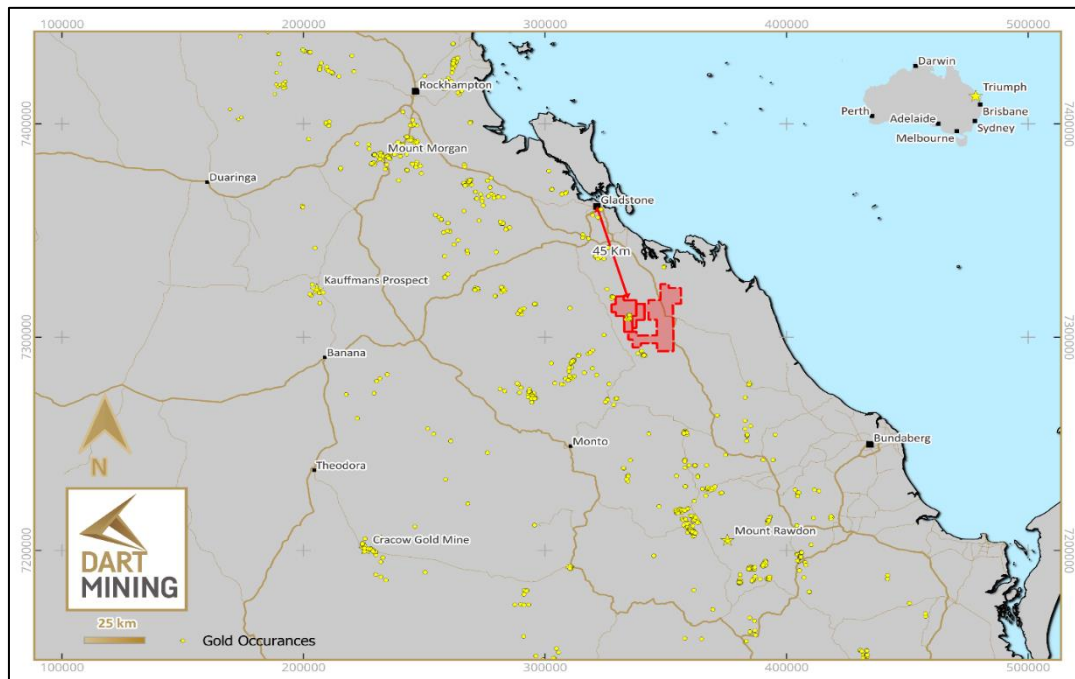 100000 200000 300000 400000 500000
Darwin
Triumph
Rockhampton
Perth
Brisbane
Adelaide
Sydney
7400000
7400000
Melbourne
Mount Morgan
Duaringa
Gladstone
45 Km
Kauffmans Prospect
7300000
7300000
Banana
N
Monto
Bundaberg
Theodora
DART
MINING
Mount Rawdon
Cracow Gold Mine
7200000
7200000
25 km
Gold Occurances
100000 200000 300000 400000 500000